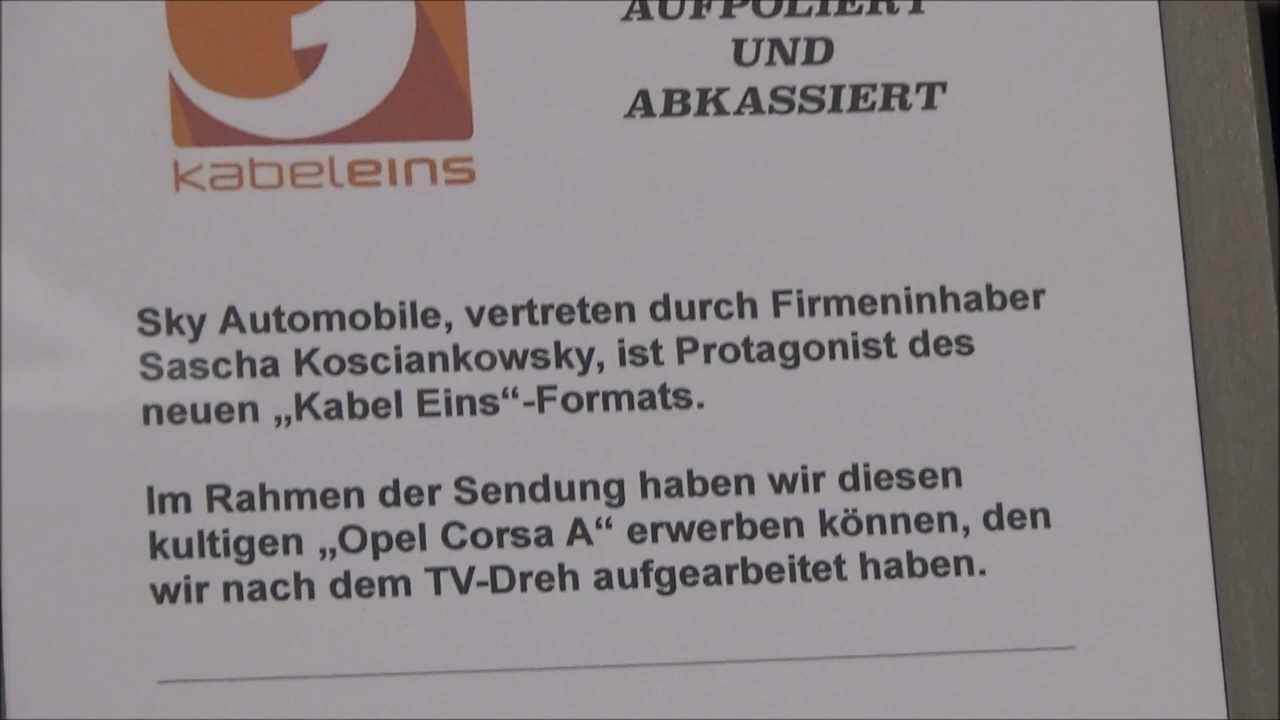 AUFPOLIERT
UND
ABKASSIERT
kabeleins
Sky Automobile, vertreten durch Firmeninhaber
Sascha Kosciankowsky, ist Protagonist des
neuen „Kabel Eins“-Formats.
Im Rahmen der Sendung haben wir diesen
kultigen „Opel Corsa A“ erwerben können, den
wir nach dem TV-Dreh aufgearbeitet haben.